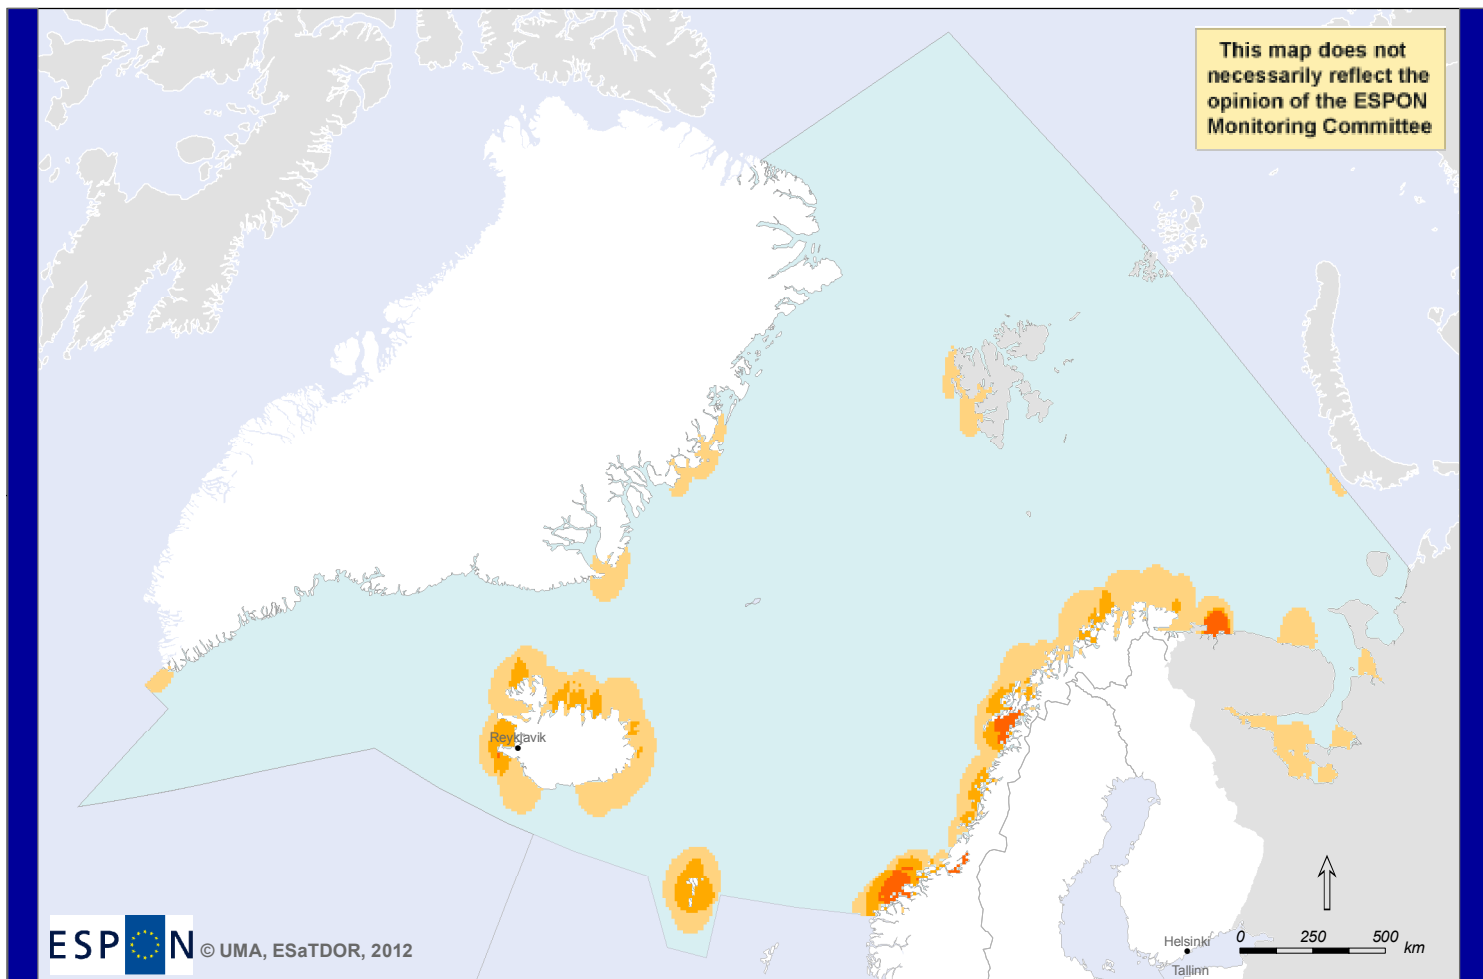 This map does not
necessarily reflect the
opinion of the ESPON
Monitoring Committee
Reykjavik
Helsinki
Tallinn
0 250 500 km
ESPON © UMA, ESaTDOR, 2012